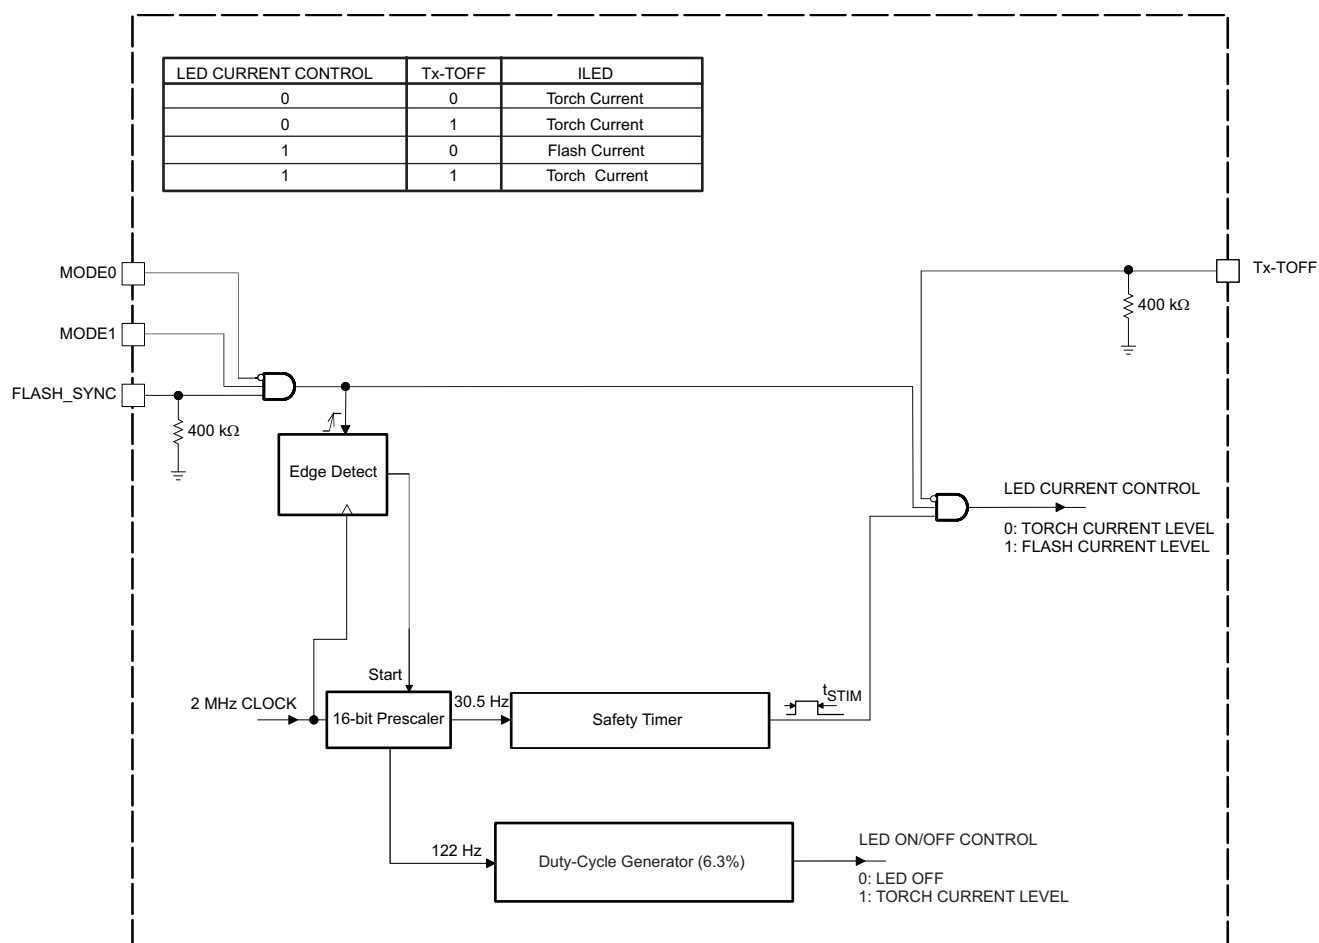 LED CURRENT CONTROL Tx-TOFF ILED
0 0 Torch Current
0 1 Torch Current
1 0 Flash Current
1 1 Torch Current
MODE0
Tx-TOFF
400 kΩ
MODE1
FLASH_SYNC
400 kΩ
Edge Detect
LED CURRENT CONTROL
0: TORCH CURRENT LEVEL
1: FLASH CURRENT LEVEL
Start
2 MHz CLOCK
16-bit Prescaler
30.5 Hz
Safety Timer
tSTIM
122 Hz
Duty-Cycle Generator (6.3%)
LED ON/OFF CONTROL
0: LED OFF
1: TORCH CURRENT LEVEL